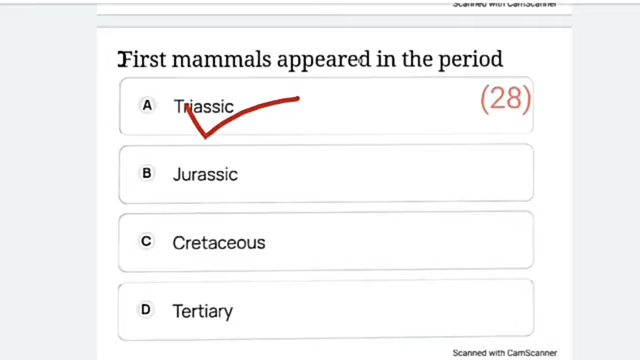 Scanned with CamScanner
First mammals appeared in the period
A Triassic (28)
B Jurassic
C Cretaceous
D Tertiary
Scanned with CamScanner